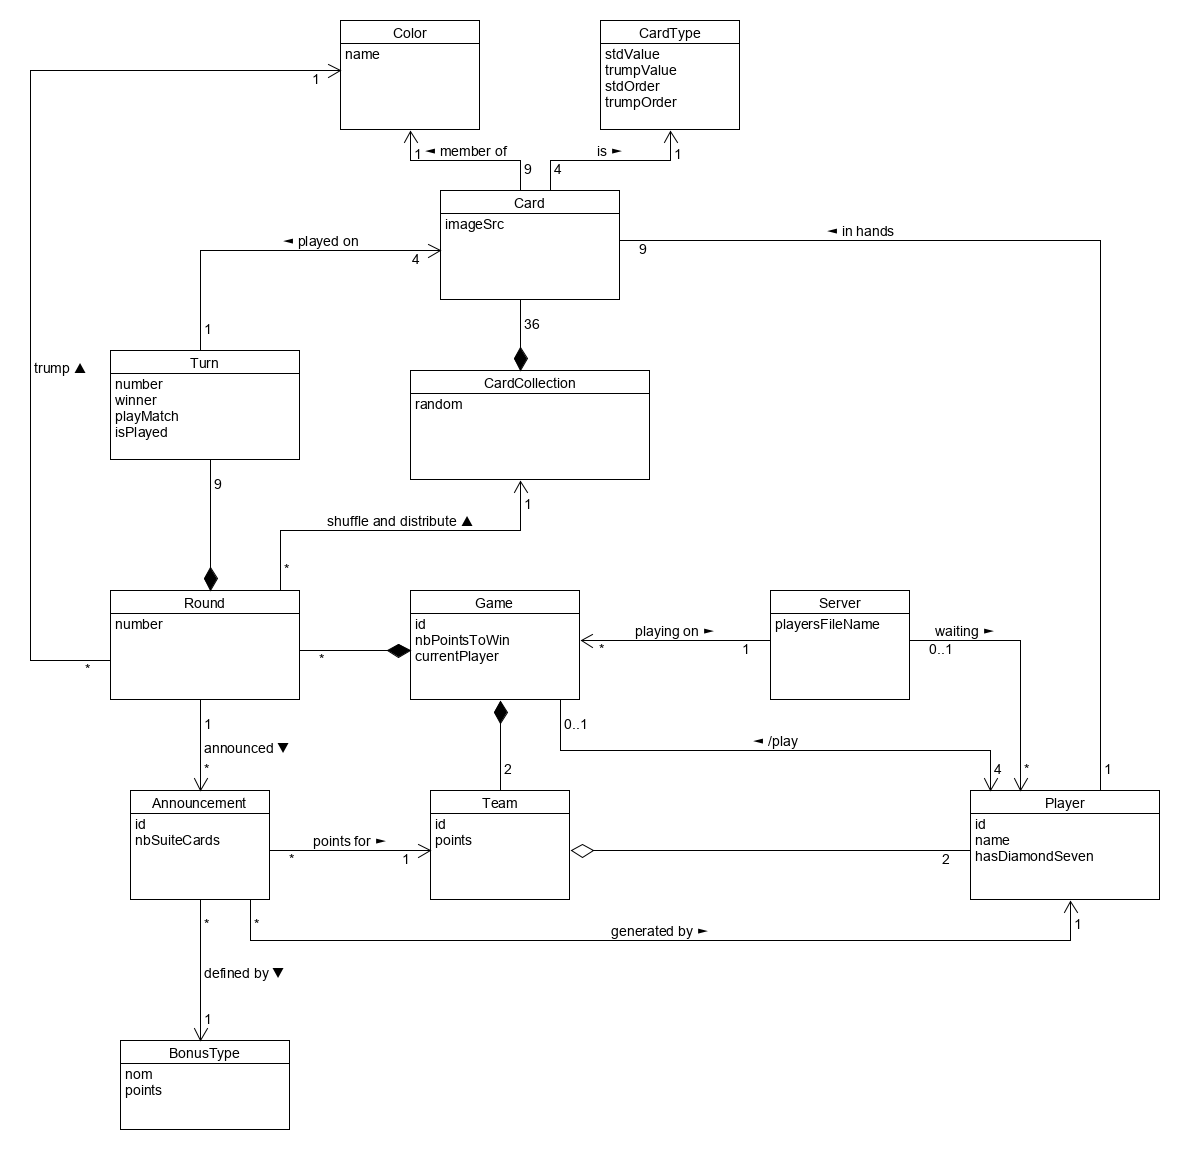 Color
name
CardType
stdValue
trumpValue
stdOrder
trumpOrder
1
1
◄ member of
is ►
1
9
4
Card
imageSrc
◄ played on
4
◄ in hands
9
1
36
trump ▲
Turn
number
winner
playMatch
isPlayed
CardCollection
random
9
1
shuffle and distribute ▲
*
Round
number
*
*
Game
id
nbPointsToWin
currentPlayer
playing on ►
*
1
Server
playersFileName
waiting ►
0..1
1
announced ▼
*
0..1
◄ /play
2
4
*
1
Announcement
id
nbSuiteCards
points for ►
*
1
Team
id
points
2
Player
id
name
hasDiamondSeven
*
*
generated by ►
1
defined by ▼
1
BonusType
nom
points